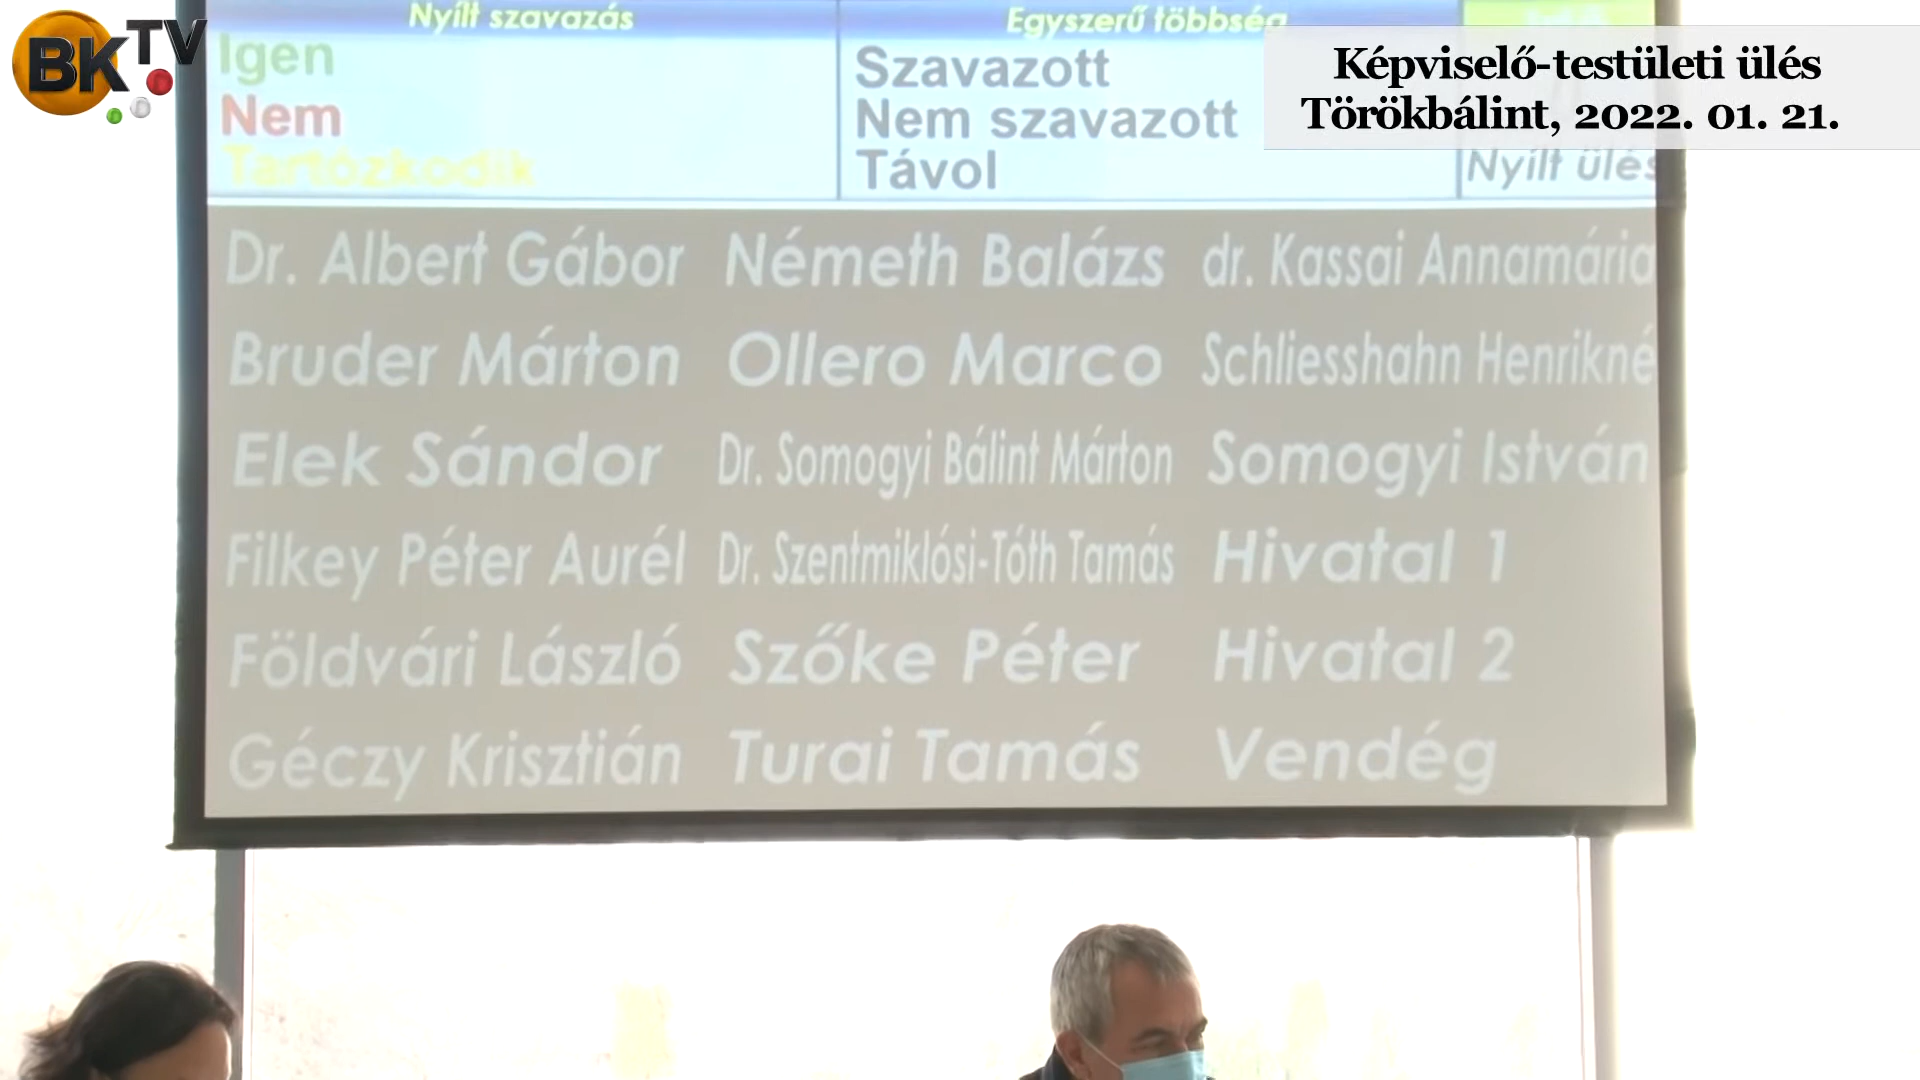 BKTV
Képviselő-testületi ülés
Törökbálint, 2022. 01. 21.
Nyílt szavazás
Egyszerű többség
Igen
Nem
Tartózkodik
Szavazott
Nem szavazott
Távol
Nyílt ülés
Dr. Albert Gábor Németh Balázs dr. Kassai Annamária
Bruder Márton Ollero Marco Schliesshahn Henrikné
Elek Sándor Dr. Somogyi Bálint Márton Somogyi István
Filkey Péter Aurél Dr. Szentmiklósi-Tóth Tamás Hivatal 1
Földvári László Szőke Péter Hivatal 2
Géczy Krisztián Turai Tamás Vendég